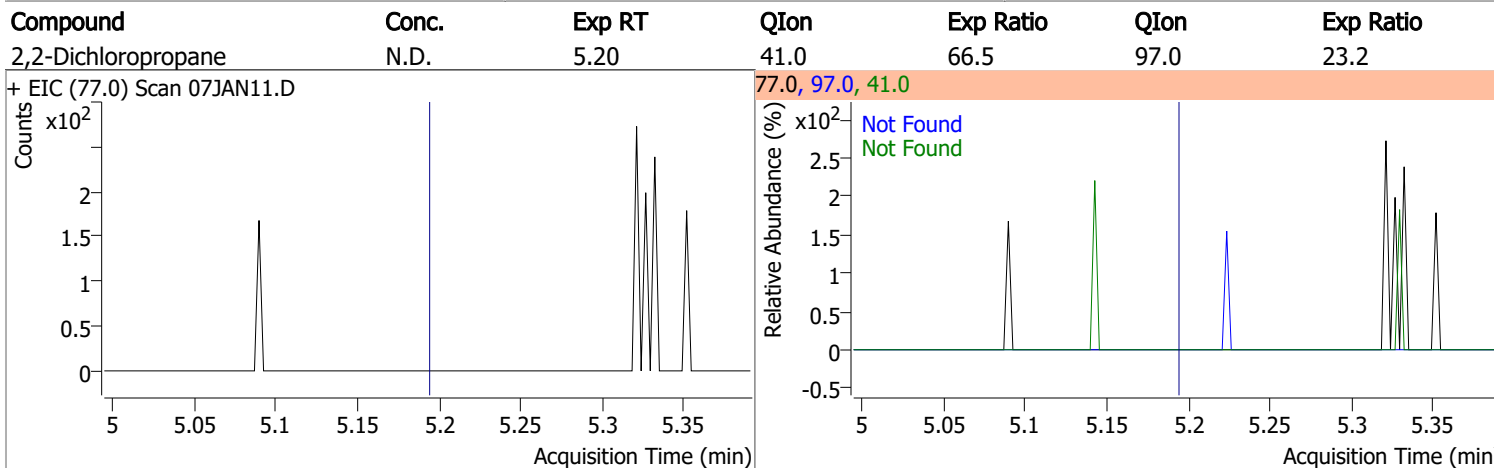 Compound Conc. Exp RT QIon Exp Ratio QIon Exp Ratio
2,2-Dichloropropane N.D. 5.20 41.0 66.5 97.0 23.2
+ EIC (77.0) Scan 07JAN11.D
Counts
x10²
2
1.5
1
0.5
0
5 5.05 5.1 5.15 5.2 5.25 5.3 5.35
Acquisition Time (min)
77.0, 97.0, 41.0
Relative Abundance (%)
x10²
Not Found
Not Found
2.5
2
1.5
1
0.5
0
-0.5
5 5.05 5.1 5.15 5.2 5.25 5.3 5.35
Acquisition Time (min)